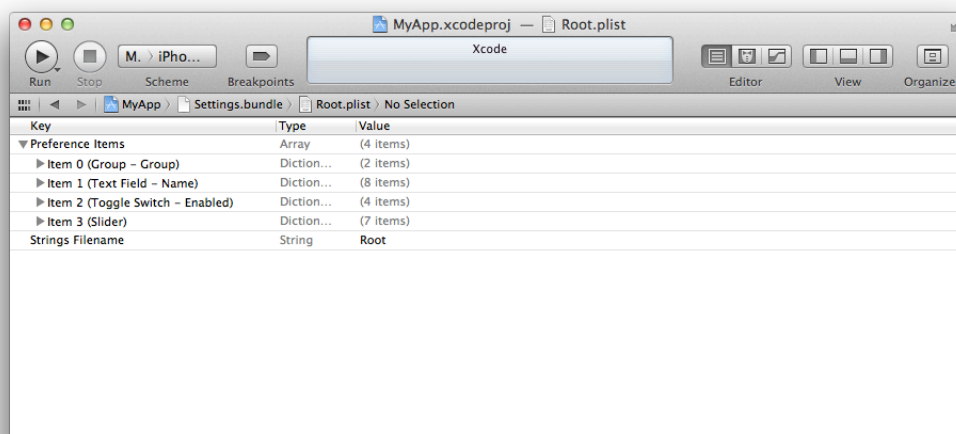 MyApp.xcodeproj — Root.plist
M. › iPho...
Xcode
Run Stop Scheme Breakpoints Editor View Organize
MyApp › Settings.bundle › Root.plist › No Selection
Key Type Value
Preference Items Array (4 items)
Item 0 (Group – Group) Diction... (2 items)
Item 1 (Text Field – Name) Diction... (8 items)
Item 2 (Toggle Switch – Enabled) Diction... (4 items)
Item 3 (Slider) Diction... (7 items)
Strings Filename String Root